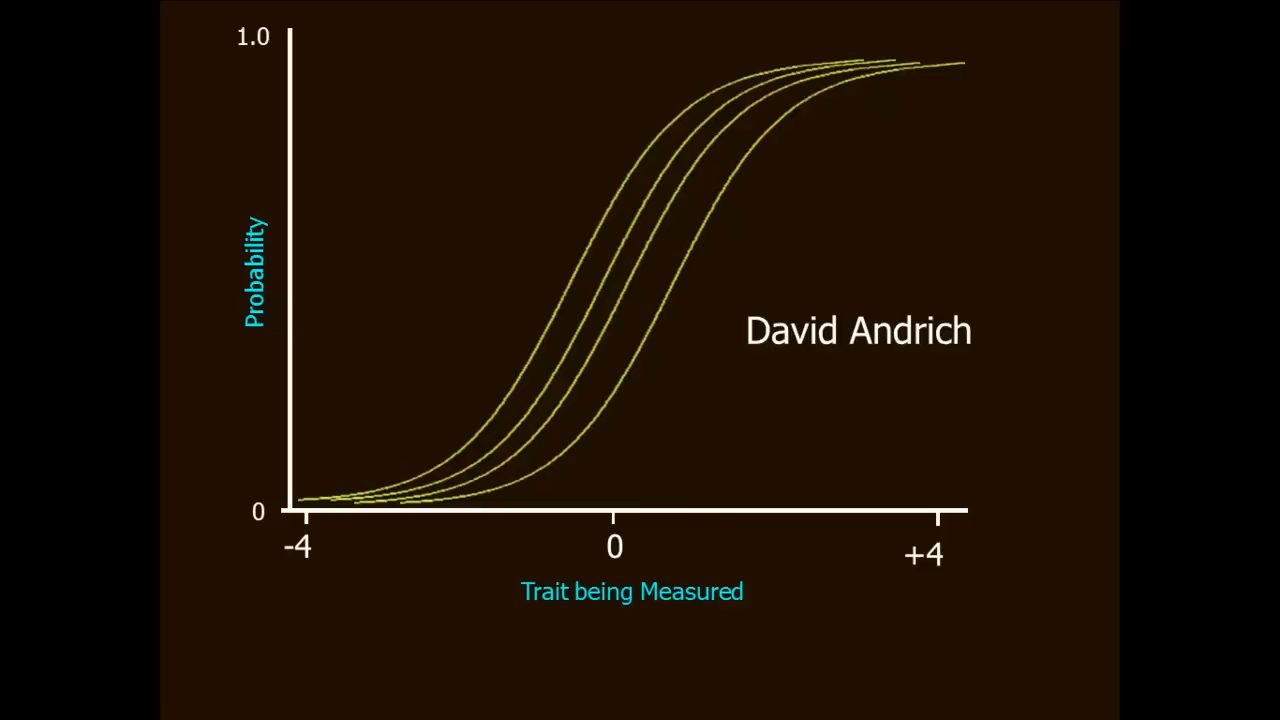 1.0
Probability
David Andrich
0
-4
0
+4
Trait being Measured